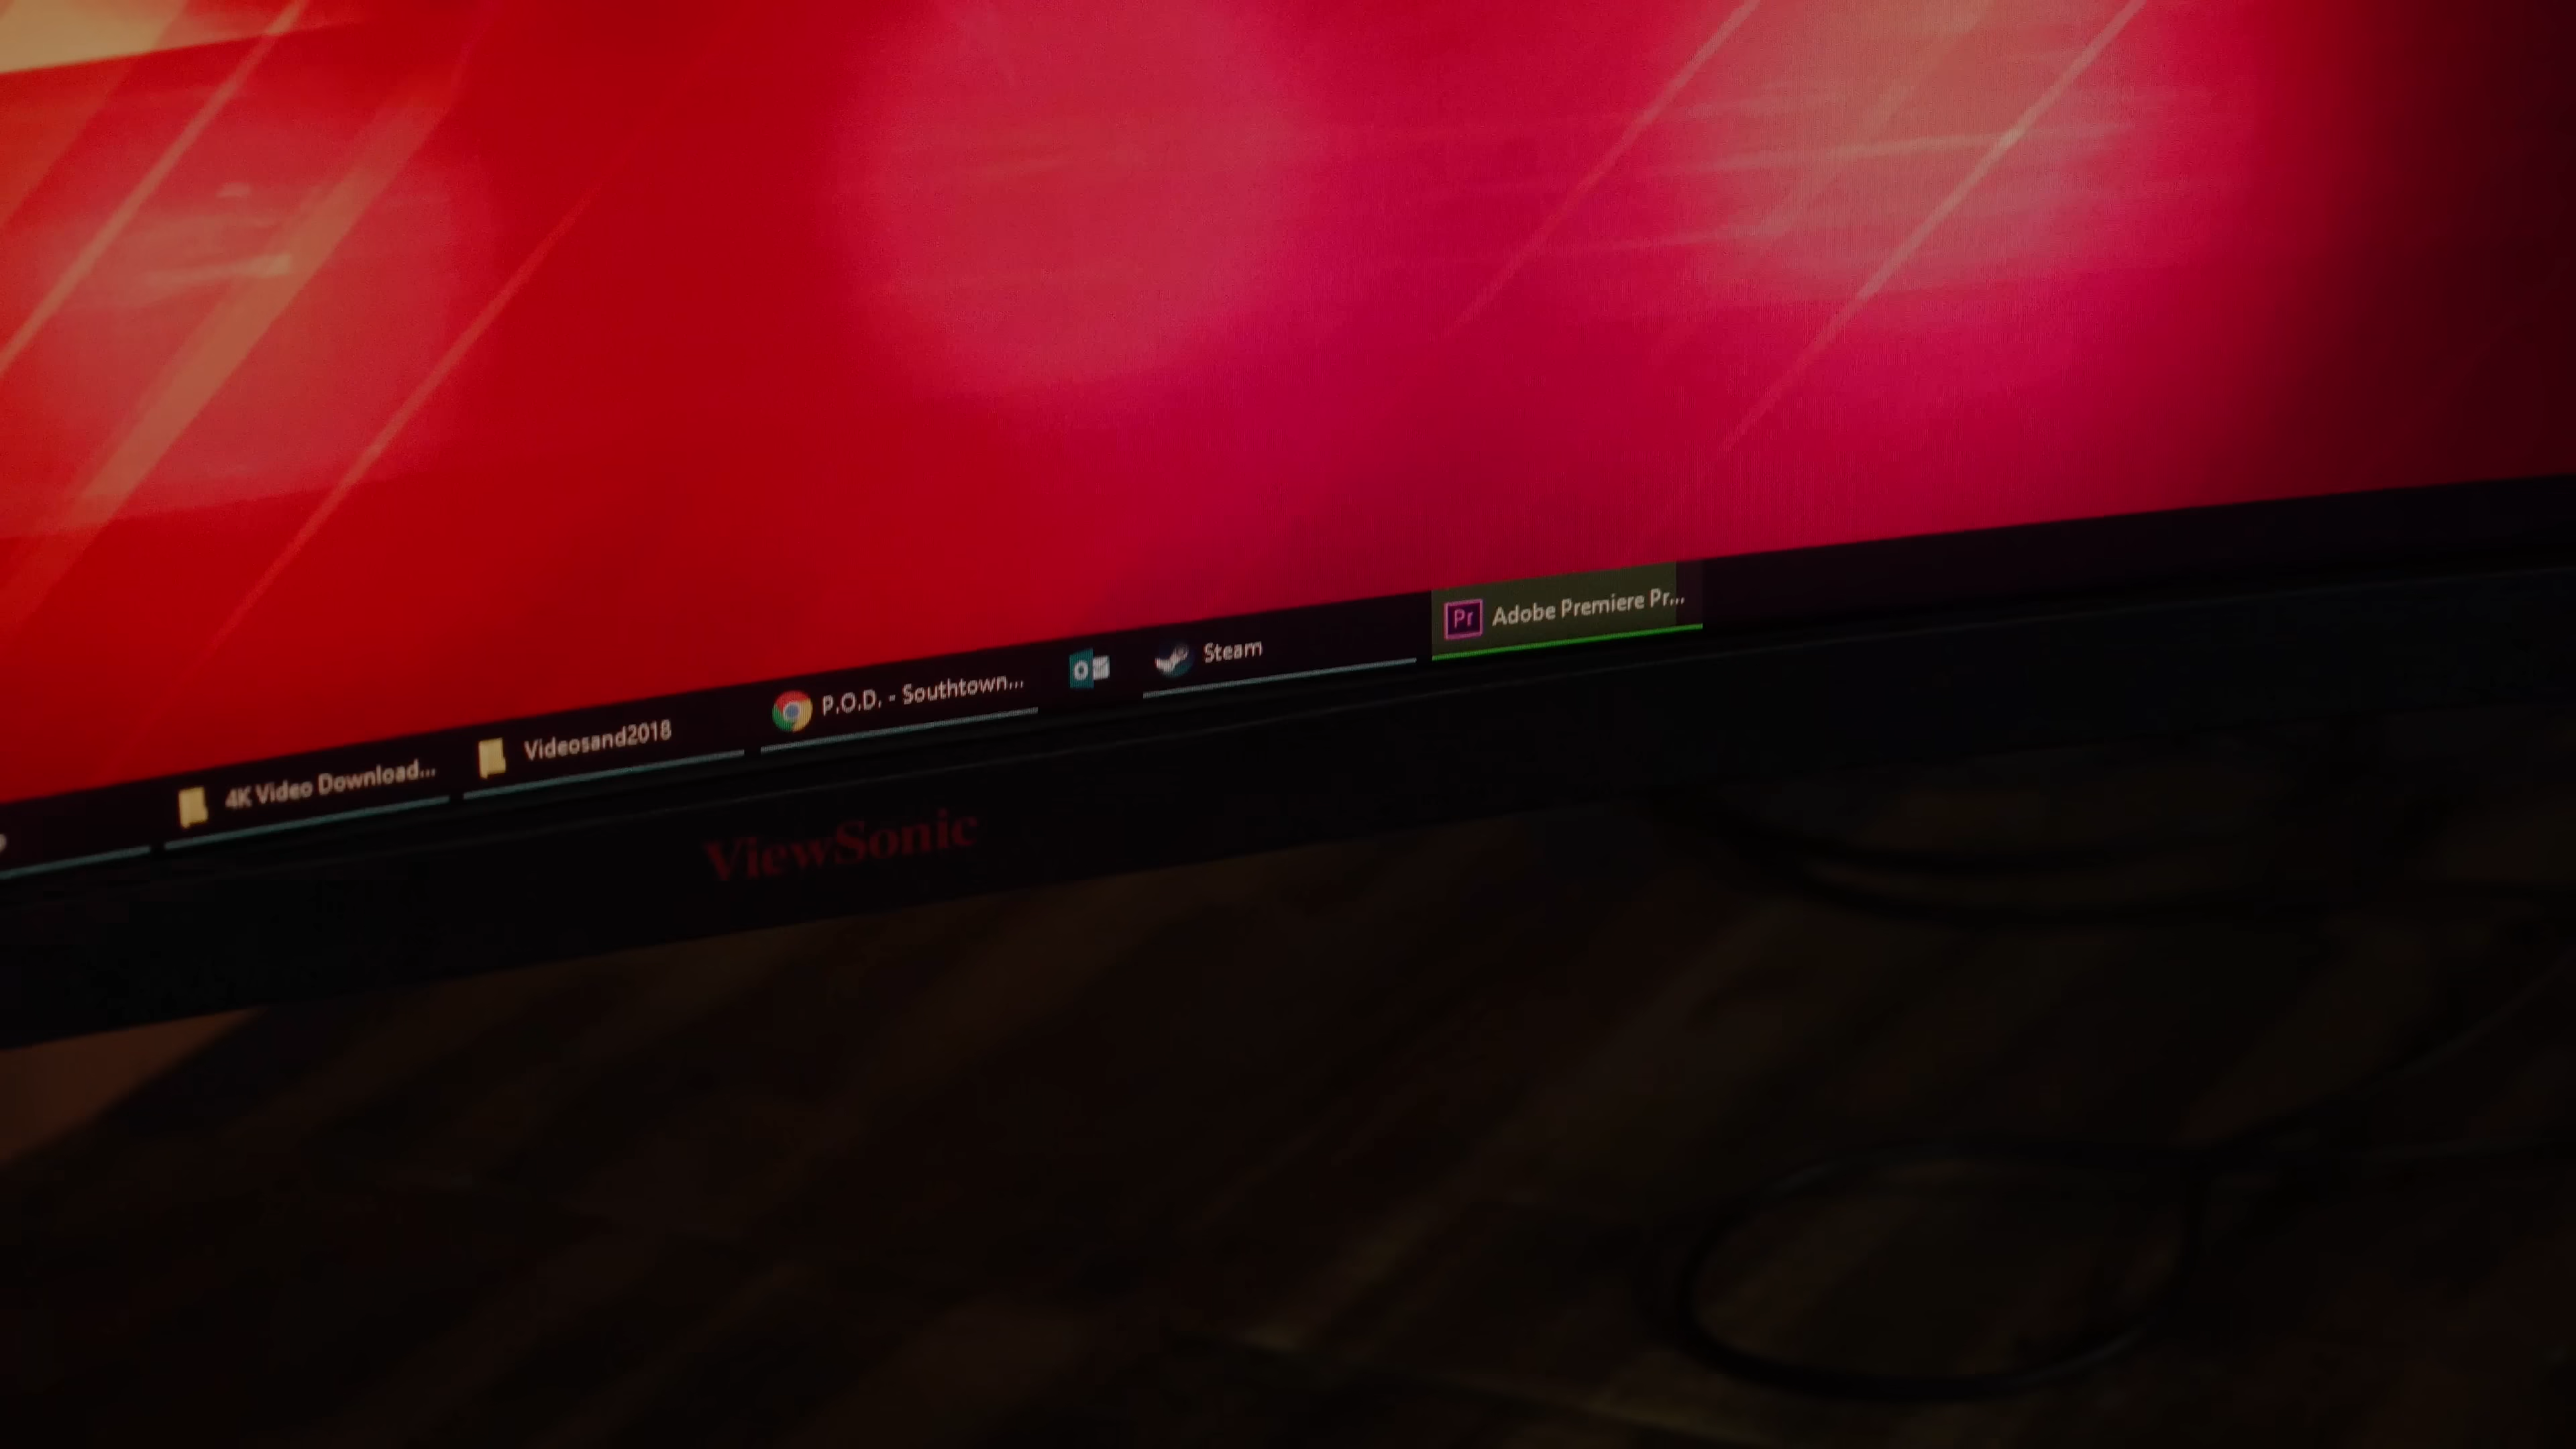 4K Video Download...
Videosand2018
P.O.D. - Southtown...
Steam
Pr Adobe Premiere Pr...
ViewSonic